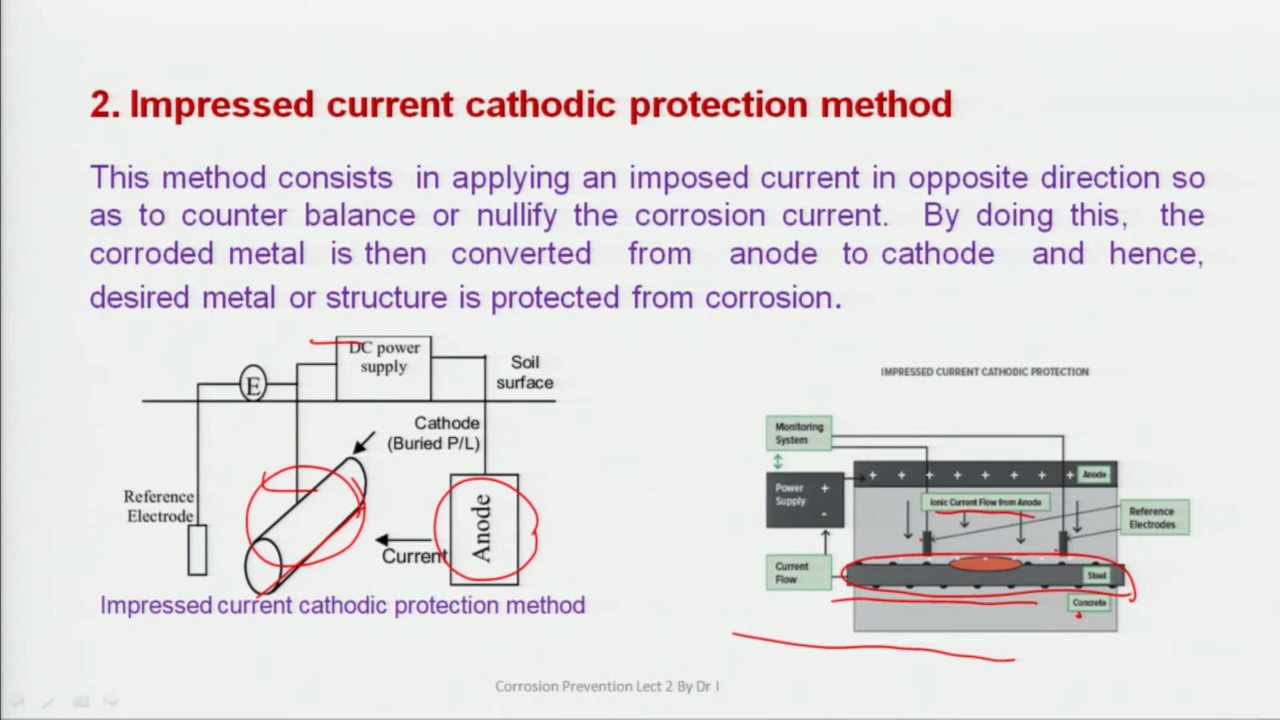 2. Impressed current cathodic protection method
This method consists in applying an imposed current in opposite direction so
as to counter balance or nullify the corrosion current. By doing this, the
corroded metal is then converted from anode to cathode and hence,
desired metal or structure is protected from corrosion.
DC power
supply
Soil
surface
E
Cathode
(Buried P/L)
Reference
Electrode
Anode
Current
Impressed current cathodic protection method
IMPRESSED CURRENT CATHODIC PROTECTION
Monitoring
System
+ + + + + + + +
Anode
Power
Supply
+
-
Ionic Current Flow from Anode
Reference
Electrodes
Current
Flow
Steel
Concrete
Corrosion Prevention Lect 2 By Dr I